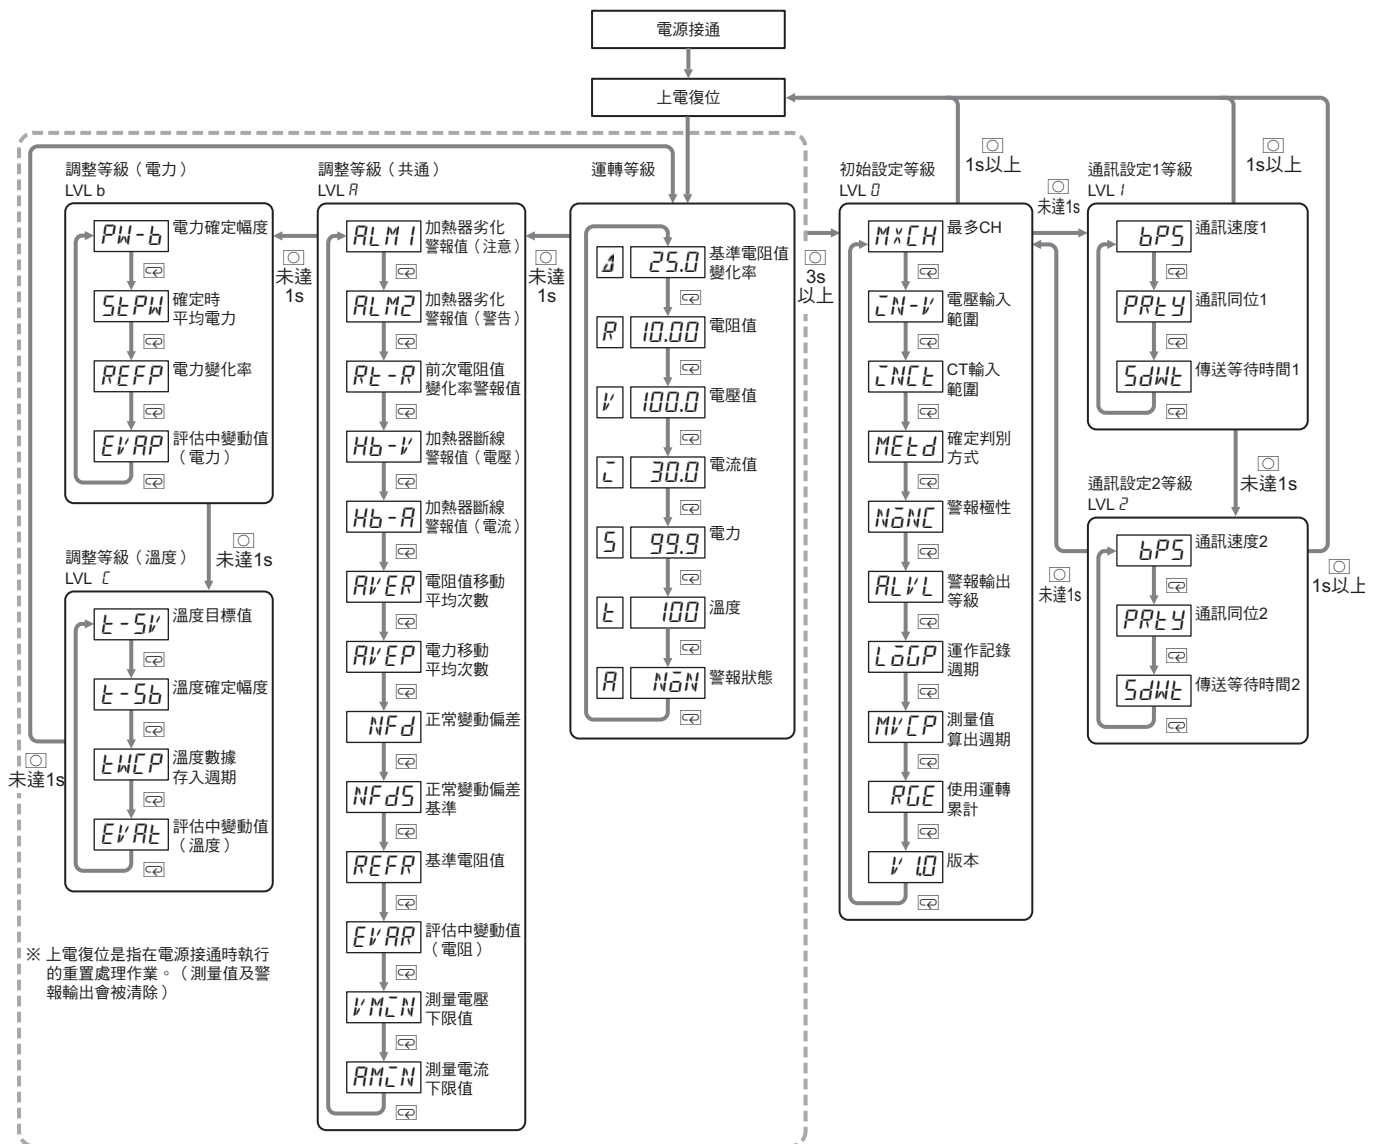 電源接通
上電復位
調整等級（電力）
LVL b
PW-b
電力確定幅度
StPW
確定時
平均電力
REFP
電力變化率
EVAP
評估中變動值
（電力）
未達1s
調整等級（溫度）
LVL C
t-SV
溫度目標值
t-Sb
溫度確定幅度
tWCP
溫度數據
存入週期
EVAt
評估中變動值
（溫度）
未達1s
※ 上電復位是指在電源接通時執行
的重置處理作業。（測量值及警
報輸出會被清除）
未達
1s
調整等級（共通）
LVL A
ALM1
加熱器劣化
警報值（注意）
ALM2
加熱器劣化
警報值（警告）
Rt-R
前次電阻值
變化率警報值
Hb-V
加熱器斷線
警報值（電壓）
Hb-A
加熱器斷線
警報值（電流）
AVER
電阻值移動
平均次數
AVEP
電力移動
平均次數
NFd
正常變動偏差
NFdS
正常變動偏差
基準
REFR
基準電阻值
EVAR
評估中變動值
（電阻）
VMIN
測量電壓
下限值
AMIN
測量電流
下限值
未達
1s
運轉等級
25.0
基準電阻值
變化率
R 10.00
電阻值
V 100.0
電壓值
i 30.0
電流值
S 99.9
電力
t 100
溫度
A NoN
警報狀態
3s
以上
初始設定等級
LVL 0
最多CH
iN-V
電壓輸入
範圍
iNCt
CT輸入
範圍
MEtd
確定判別
方式
NoNC
警報極性
ALVL
警報輸出
等級
LoGP
運作記錄
週期
MVCP
測量值
算出週期
RGE
使用運轉
累計
V 1.0
版本
1s以上
未達1s
通訊設定1等級
LVL 1
bPS
通訊速度1
PRtY
通訊同位1
SdWt
傳送等待時間1
1s以上
未達1s
通訊設定2等級
LVL 2
bPS
通訊速度2
PRtY
通訊同位2
SdWt
傳送等待時間2
未達1s
1s以上